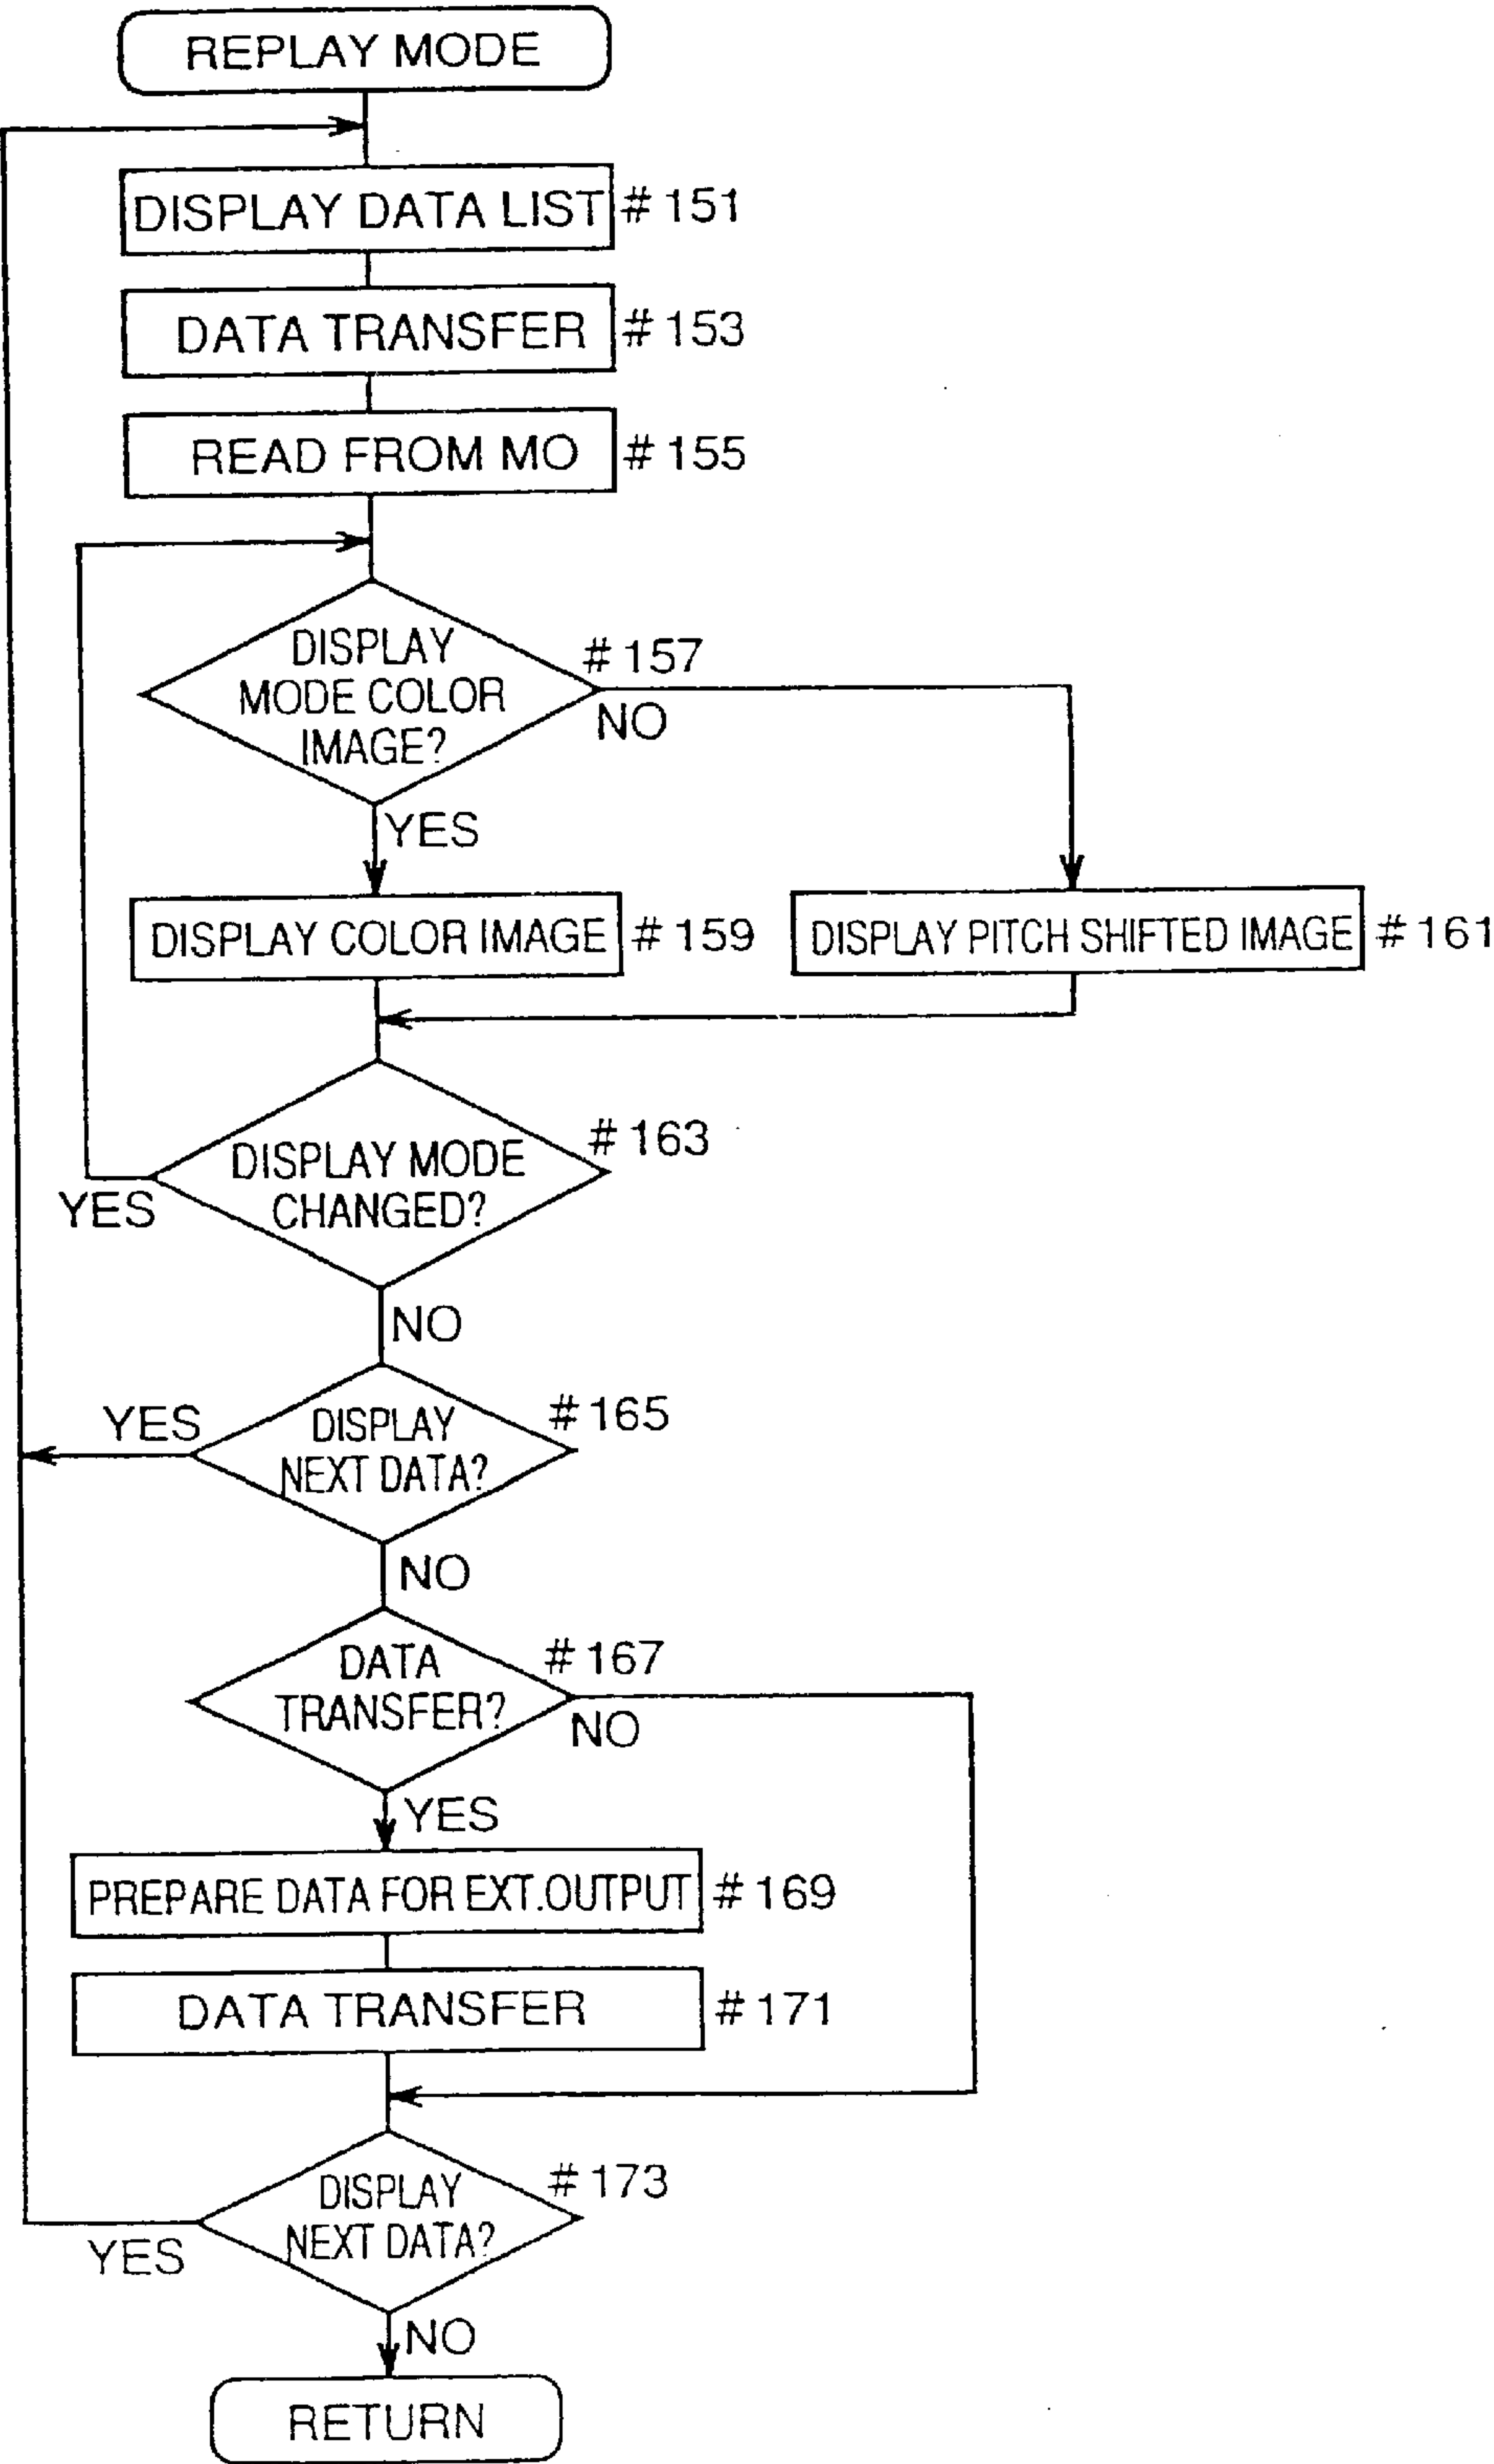 REPLAY MODE
DISPLAY DATA LIST #151
DATA TRANSFER #153
READ FROM MO #155
DISPLAY
MODE COLOR
IMAGE?
#157
NO
YES
DISPLAY COLOR IMAGE #159
DISPLAY PITCH SHIFTED IMAGE #161
DISPLAY MODE
CHANGED?
#163
YES
NO
DISPLAY
NEXT DATA?
#165
YES
NO
DATA
TRANSFER?
#167
NO
YES
PREPARE DATA FOR EXT.OUTPUT #169
DATA TRANSFER #171
DISPLAY
NEXT DATA?
#173
YES
NO
RETURN